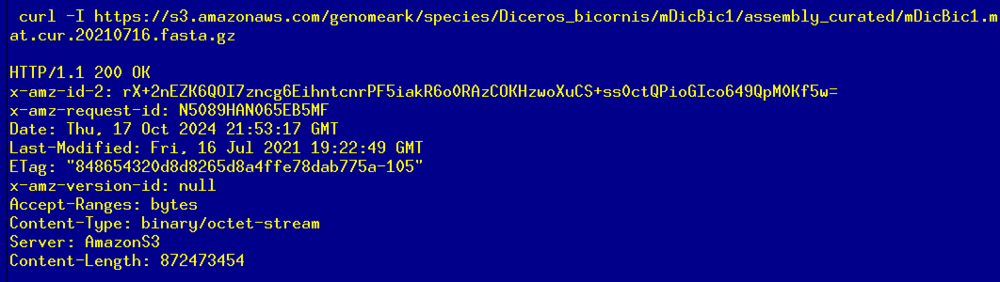 curl -I https://s3.amazonaws.com/genomeark/species/Diceros_bicornis/mDicBic1/assembly_curated/mDicBic1.m
at.cur.20210716.fasta.gz
HTTP/1.1 200 OK
x-amz-id-2: rX+2nEZK6QOI7zncg6EihntcnrPF5iakR6o0RAzCOKHzwoXuCS+ss0ctQPioGIco649QpM0Kf5w=
x-amz-request-id: N5089HAN065EB5MF
Date: Thu, 17 Oct 2024 21:53:17 GMT
Last-Modified: Fri, 16 Jul 2021 19:22:49 GMT
ETag: "848654320d8d8265d8a4ffe78dab775a-105"
x-amz-version-id: null
Accept-Ranges: bytes
Content-Type: binary/octet-stream
Server: AmazonS3
Content-Length: 872473454